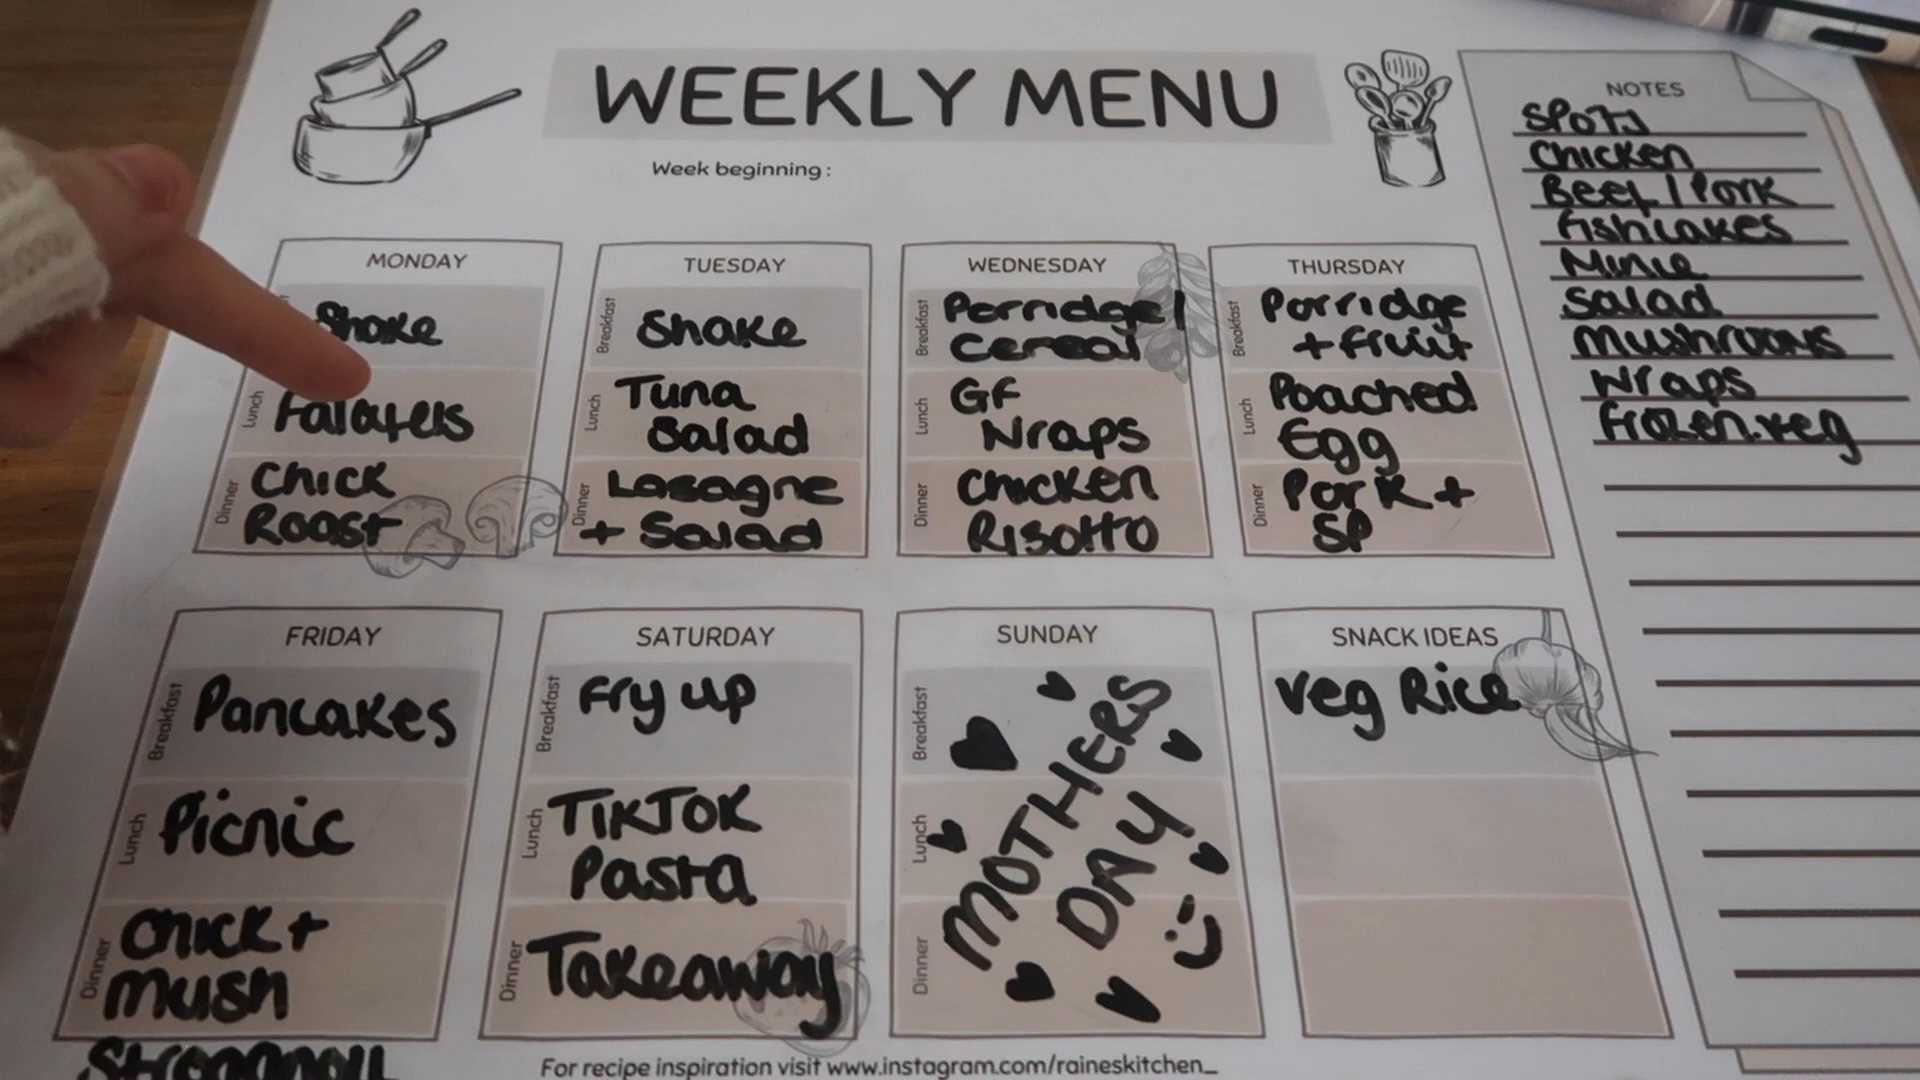 WEEKLY MENU
Week beginning :
MONDAY
Shake
Lunch
Falafels
Dinner
Chick
Roast
TUESDAY
Breakfast
Shake
Lunch
Tuna
Salad
Dinner
Lasagne
+ Salad
WEDNESDAY
Breakfast
Porridge/
Cereal
Lunch
GF
Wraps
Dinner
Chicken
Risotto
THURSDAY
Breakfast
Porridge
+ fruit
Lunch
Poached
Egg
Dinner
Pork +
SP
FRIDAY
Breakfast
Pancakes
Lunch
Picnic
Dinner
Chick +
Mush
SATURDAY
Breakfast
Fry up
Lunch
TikTok
Pasta
Dinner
Takeaway
SUNDAY
Breakfast
Lunch
Dinner
MOTHERS
DAY
SNACK IDEAS
Veg Rice
NOTES
Spots
Chicken
Beef/Pork
Fishcakes
Mince
Salad
Mushrooms
Wraps
Frozen.veg
For recipe inspiration visit www.instagram.com/raineskitchen_